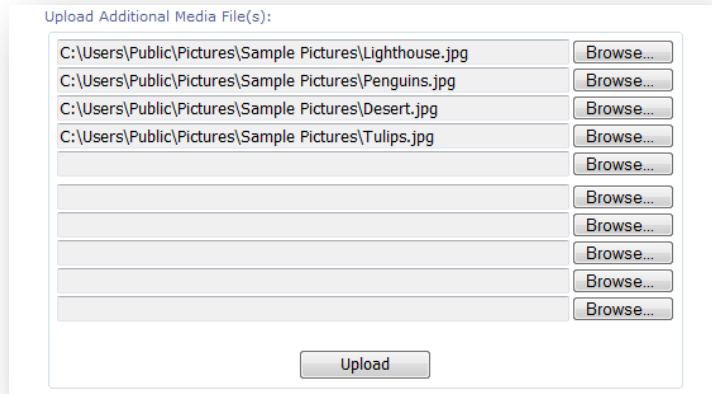 Upload Additional Media File(s):
C:\Users\Public\Pictures\Sample Pictures\Lighthouse.jpg Browse...
C:\Users\Public\Pictures\Sample Pictures\Penguins.jpg Browse...
C:\Users\Public\Pictures\Sample Pictures\Desert.jpg Browse...
C:\Users\Public\Pictures\Sample Pictures\Tulips.jpg Browse...
Browse...
Browse...
Browse...
Browse...
Browse...
Browse...
Upload